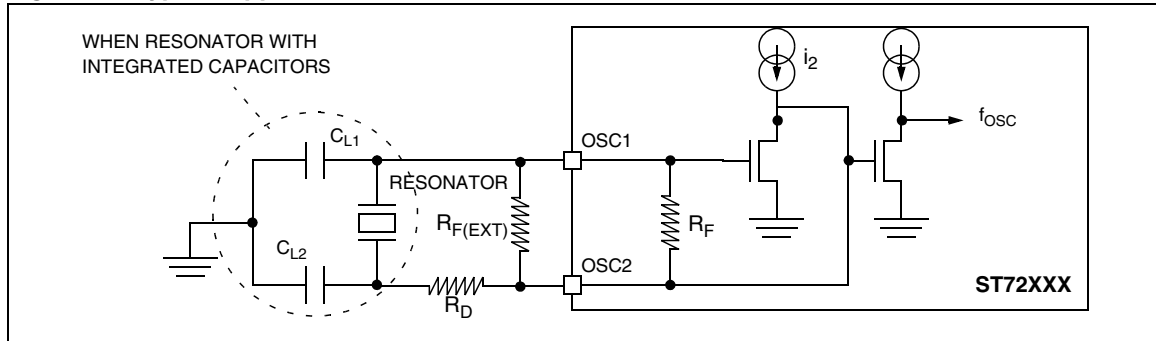 WHEN RESONATOR WITH
INTEGRATED CAPACITORS
i2
fOSC
CL1
OSC1
RESONATOR
RF(EXT)
RF
CL2
OSC2
RD
ST72XXX